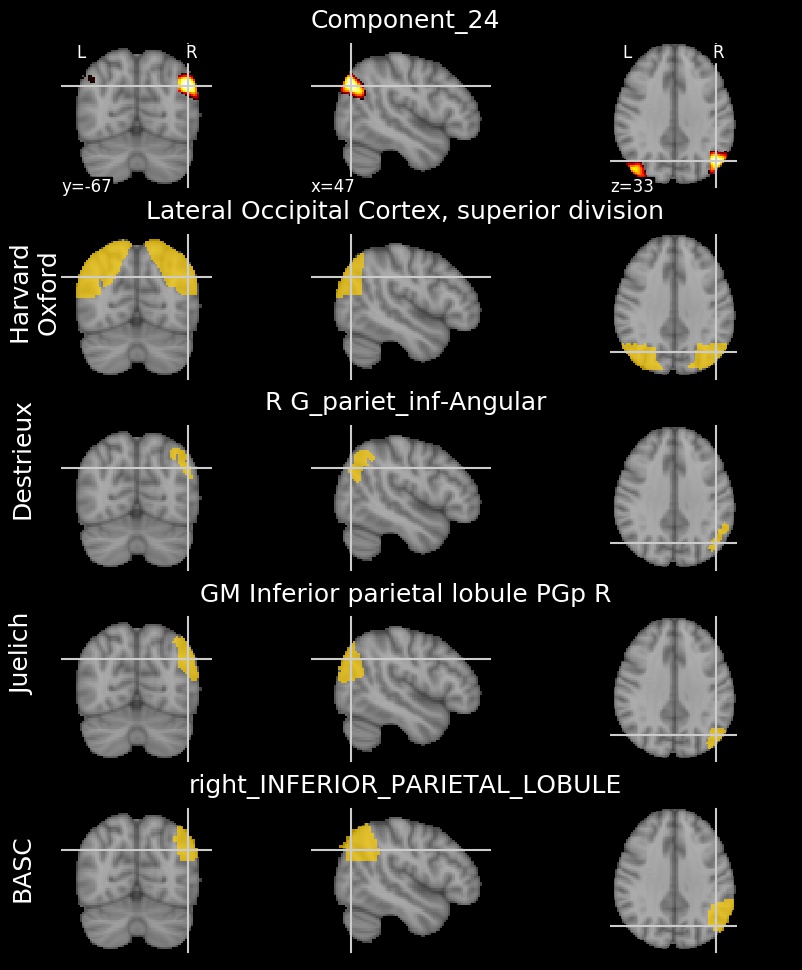 Component_24
L R
L R
y=-67
x=47
z=33
Lateral Occipital Cortex, superior division
Harvard
Oxford
R G_pariet_inf-Angular
Destrieux
GM Inferior parietal lobule PGp R
Juelich
right_INFERIOR_PARIETAL_LOBULE
BASC